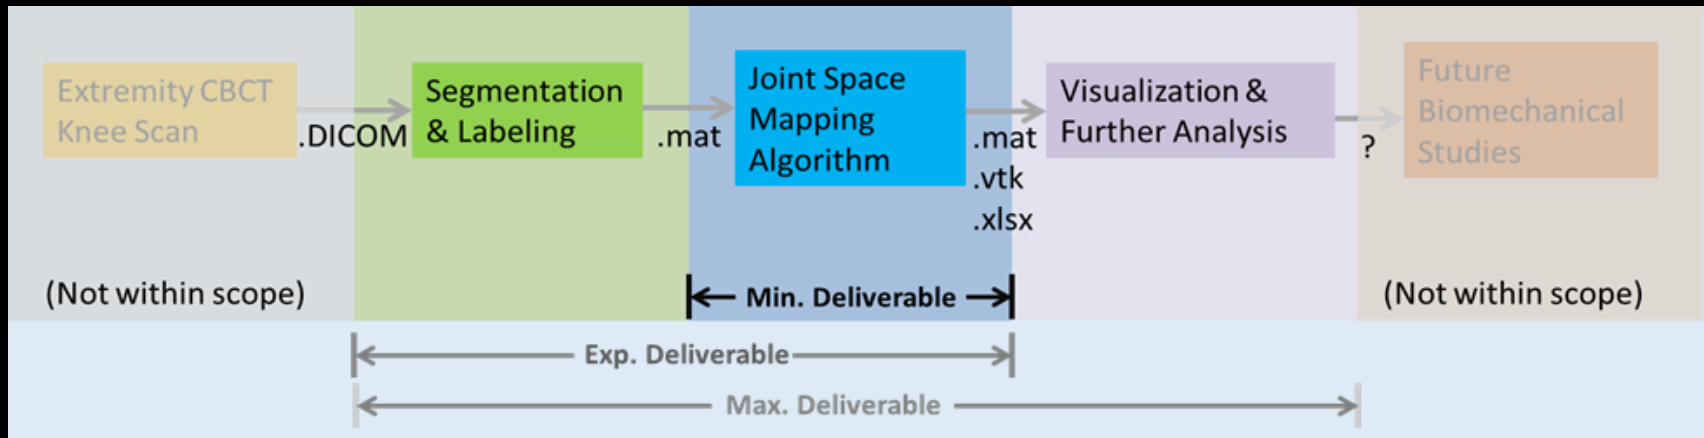 Extremity CBCT
Knee Scan
.DICOM
Segmentation
& Labeling
.mat
Joint Space
Mapping
Algorithm
.mat
.vtk
.xlsx
Visualization &
Further Analysis
?
Future
Biomechanical
Studies
(Not within scope)
Min. Deliverable
(Not within scope)
Exp. Deliverable
Max. Deliverable